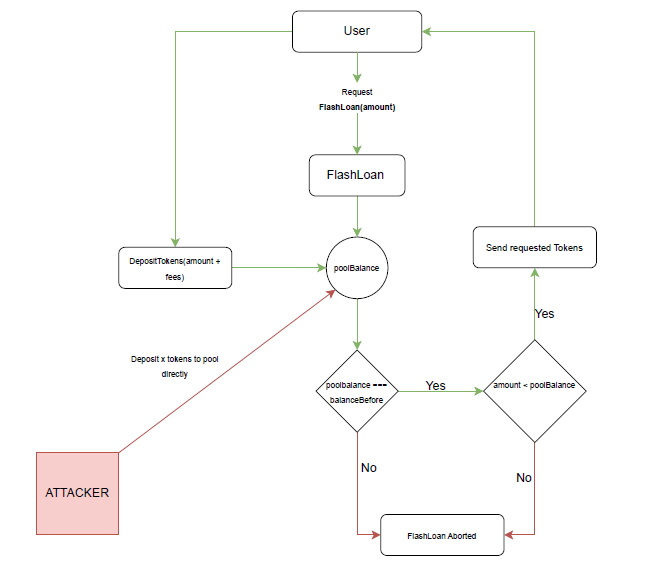 User
Request
FlashLoan(amount)
FlashLoan
DepositTokens(amount +
fees)
poolBalance
Send requested Tokens
Yes
Deposit x tokens to pool
directly
poolbalance ===
balanceBefore
Yes
amount < poolBalance
No
No
ATTACKER
FlashLoan Aborted